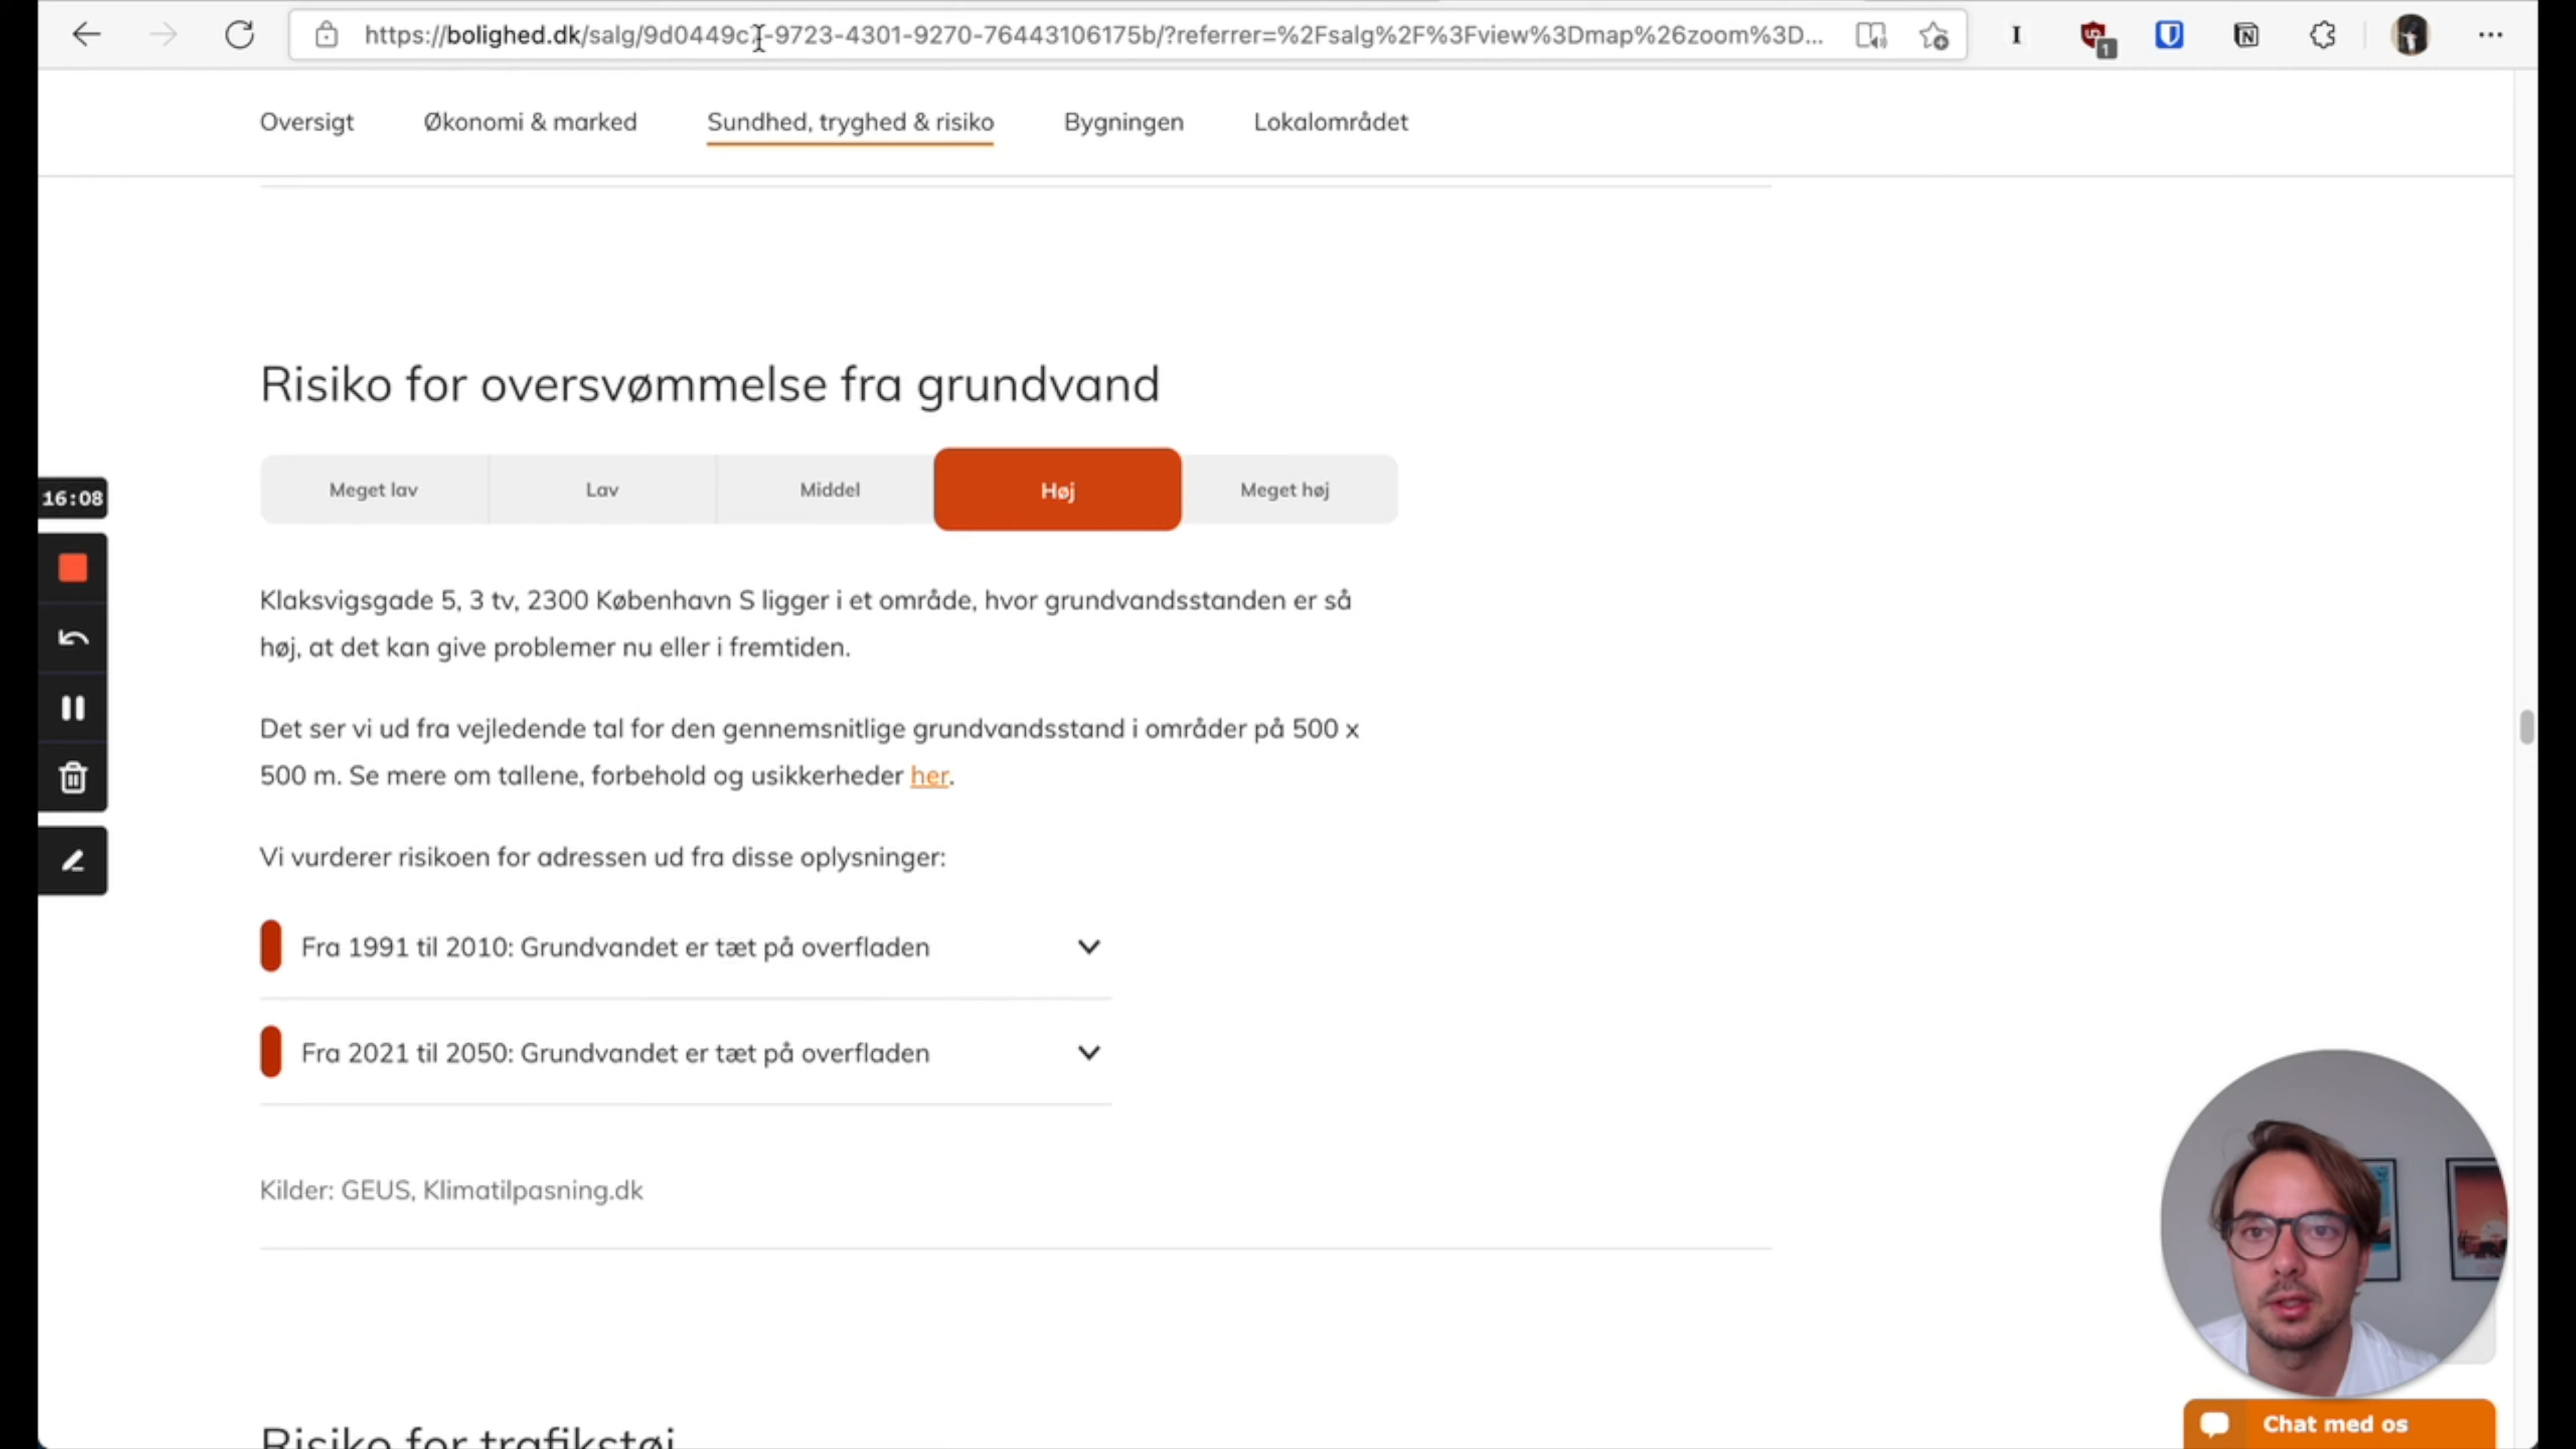 https://bolighed.dk/salg/9d0449c7-9723-4301-9270-76443106175b/?referrer=%2Fsalg%2F%3Fview%3Dmap%26zoom%3D...
1
Oversigt
Økonomi & marked
Sundhed, tryghed & risiko
Bygningen
Lokalområdet
Risiko for oversvømmelse fra grundvand
Meget lav
Lav
Middel
Høj
Meget høj
16:08
Klaksvigsgade 5, 3 tv, 2300 København S ligger i et område, hvor grundvandsstanden er så
høj, at det kan give problemer nu eller i fremtiden.
Det ser vi ud fra vejledende tal for den gennemsnitlige grundvandsstand i områder på 500 x
500 m. Se mere om tallene, forbehold og usikkerheder her.
Vi vurderer risikoen for adressen ud fra disse oplysninger:
Fra 1991 til 2010: Grundvandet er tæt på overfladen
Fra 2021 til 2050: Grundvandet er tæt på overfladen
Kilder: GEUS, Klimatilpasning.dk
Risiko for trafikstøj
Chat med os